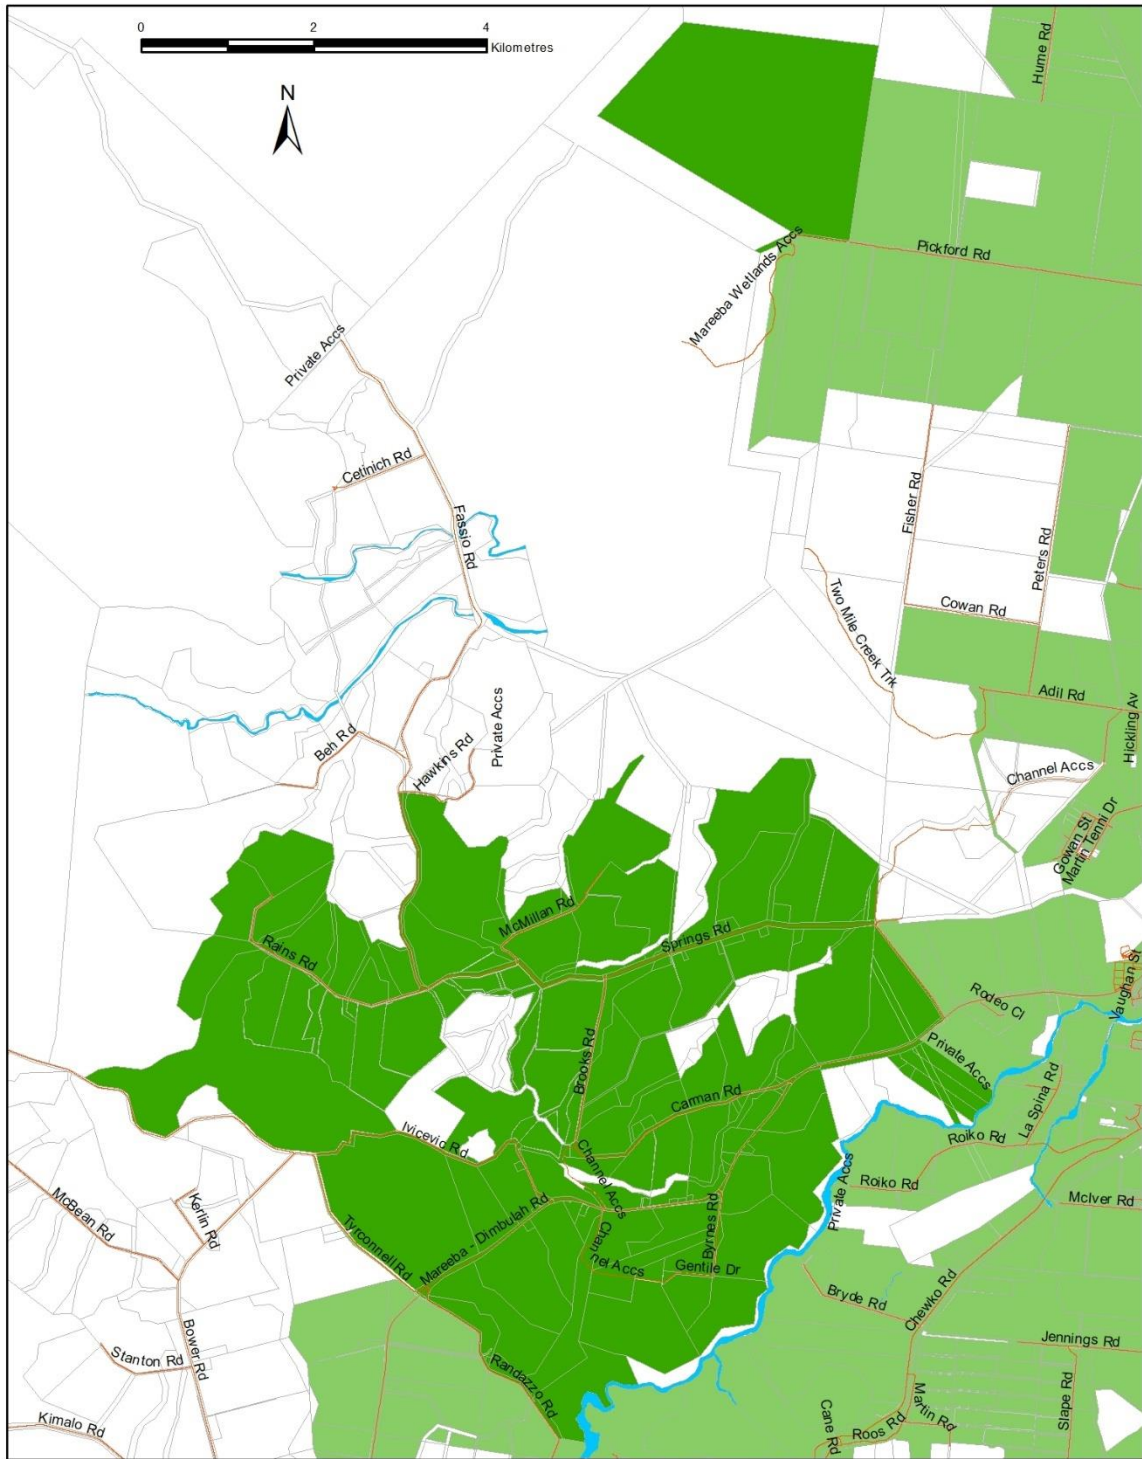 0 2 4
Kilometres
N
Hume Rd
Pickford Rd
Mareeba Wetlands Accs
Private Accs
Cetinich Rd
Fassio Rd
Fisher Rd
Peters Rd
Cowan Rd
Two Mile Creek Trk
Adil Rd
Hickling Av
Private Accs
Beh Rd
Hawkins Rd
Channel Accs
Gowan St
Martin Tenni Dr
McMillan Rd
Springs Rd
Rains Rd
Vaughan St
Rodeo Cl
Brooks Rd
Private Accs
Carman Rd
La Spina Rd
Ivicevic Rd
Roiko Rd
Channel Accs
Roiko Rd
Private Accs
McIver Rd
McBean Rd
Kerlin Rd
Tyrconnell Rd
Mareeba - Dimbulah Rd
Byrnes Rd
Channel Accs
Gentile Dr
Bryde Rd
Chewko Rd
Jennings Rd
Bower Rd
Stanton Rd
Randazzo Rd
Slape Rd
Martin Rd
Cane Rd
Roos Rd
Kimalo Rd